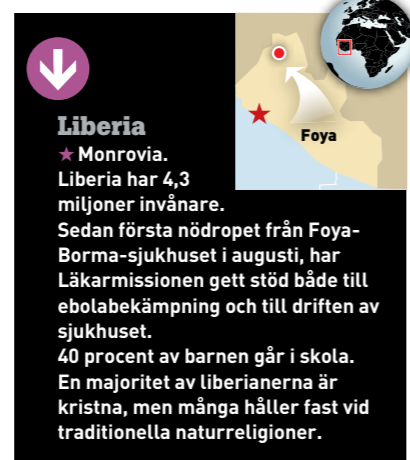 Foya
Liberia
★ Monrovia.
Liberia har 4,3
miljoner invånare.
Sedan första nödropet från Foya-
Borma-sjukhuset i augusti, har
Läkarmissionen gett stöd både till
ebolabekämpning och till driften av
sjukhuset.
40 procent av barnen går i skola.
En majoritet av liberianerna är
kristna, men många håller fast vid
traditionella naturreligioner.